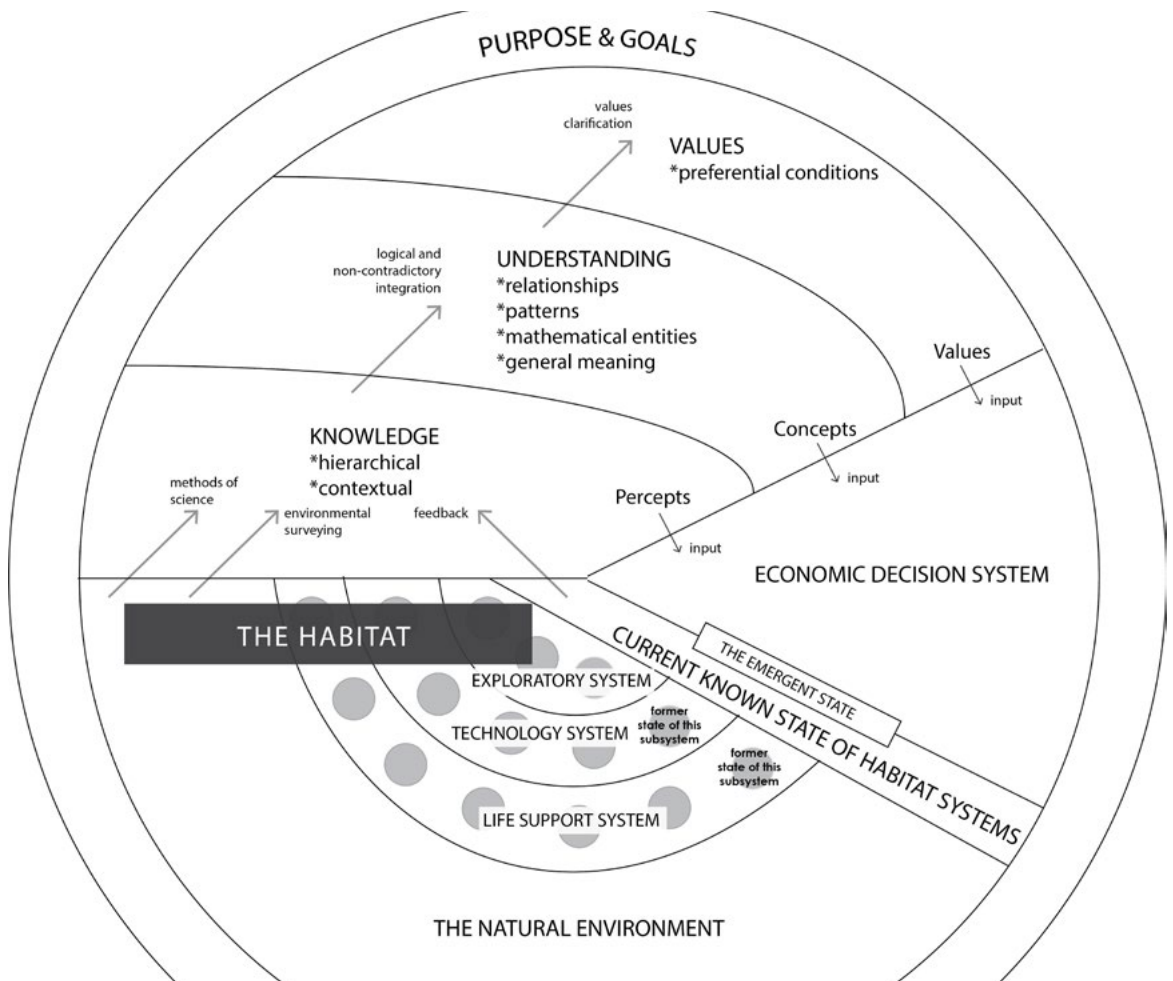 PURPOSE & GOALS
values
clarification
VALUES
*preferential conditions
logical and
non-contradictory
integration
UNDERSTANDING
*relationships
*patterns
*mathematical entities
*general meaning
Values
input
Concepts
input
KNOWLEDGE
*hierarchical
*contextual
methods of
science
environmental
surveying
feedback
Percepts
input
ECONOMIC DECISION SYSTEM
THE HABITAT
THE EMERGENT STATE
CURRENT KNOWN STATE OF HABITAT SYSTEMS
EXPLORATORY SYSTEM
TECHNOLOGY SYSTEM
former
state of this
subsystem
former
state of this
subsystem
LIFE SUPPORT SYSTEM
THE NATURAL ENVIRONMENT